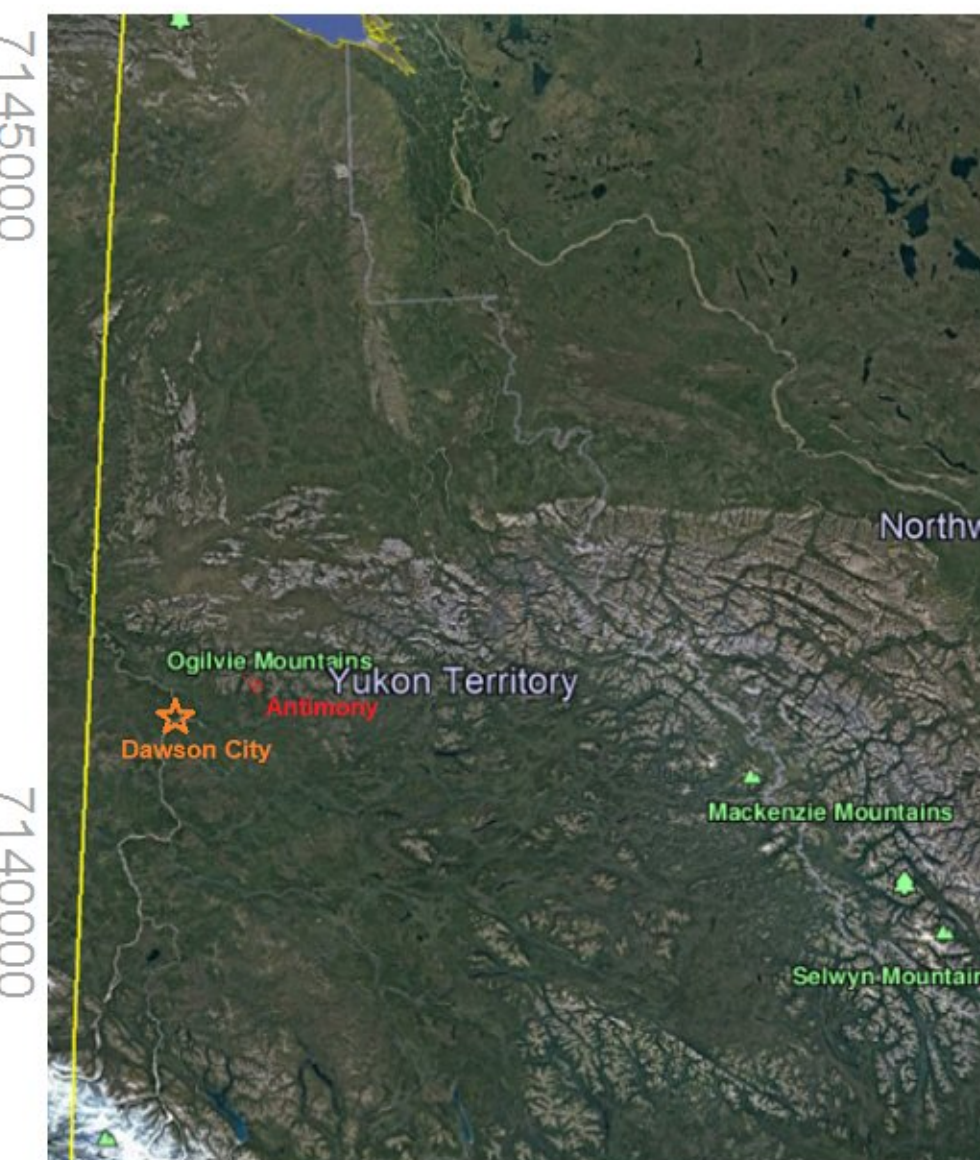 7145000
Northw
Ogilvie Mountains
Yukon Territory
Antimony
Dawson City
Mackenzie Mountains
7140000
Selwyn Mountain